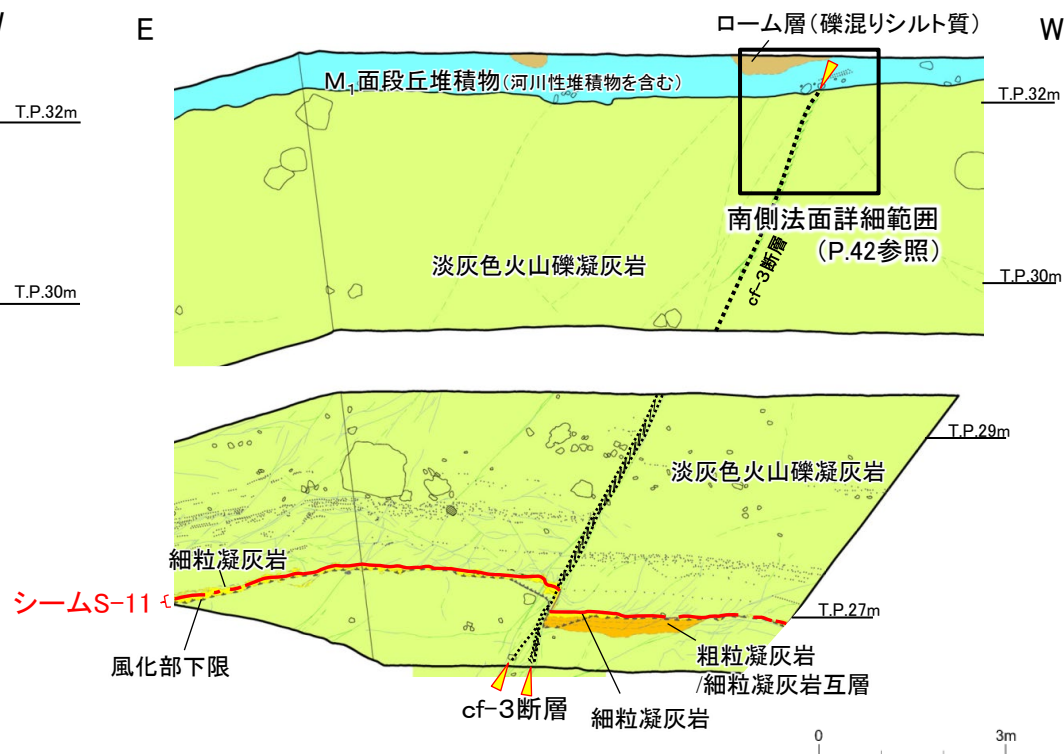 E
W
ローム層(礫混りシルト質)
M₁面段丘堆積物(河川性堆積物を含む)
T.P.32m
T.P.32m
南側法面詳細範囲
(P.42参照)
淡灰色火山礫凝灰岩
cf-3断層
T.P.30m
T.P.30m
T.P.29m
淡灰色火山礫凝灰岩
細粒凝灰岩
シームS-11
T.P.27m
風化部下限
粗粒凝灰岩
/細粒凝灰岩互層
cf-3断層
細粒凝灰岩
0
3m